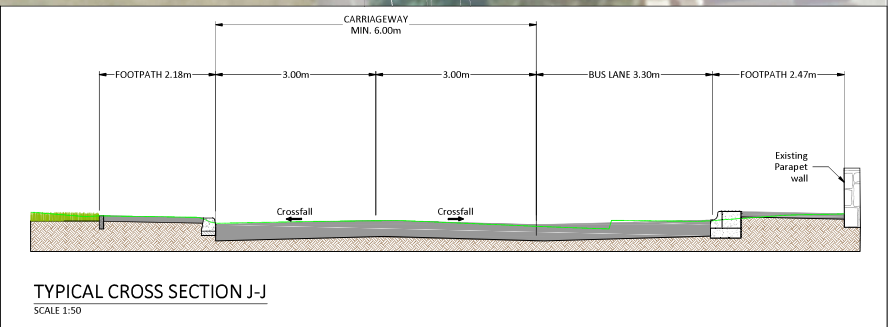 CARRIAGEWAY
MIN. 6.00m
FOOTPATH 2.18m
3.00m
3.00m
BUS LANE 3.30m
FOOTPATH 2.47m
Existing
Parapet
wall
Crossfall
Crossfall
TYPICAL CROSS SECTION J-J
SCALE 1:50